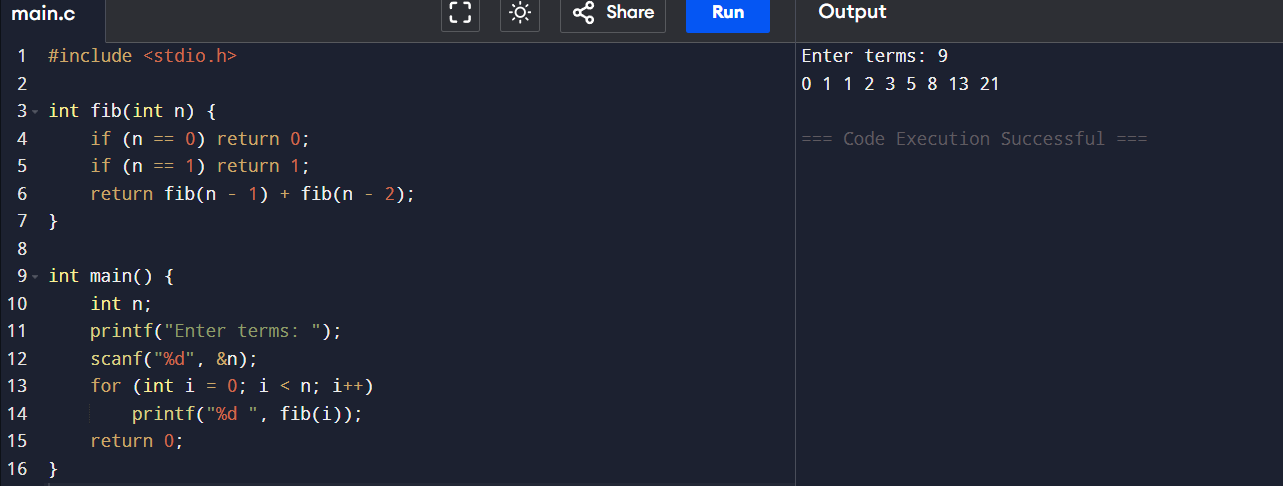 main.c Share Run Output
1 #include <stdio.h>
2
3 int fib(int n) {
4     if (n == 0) return 0;
5     if (n == 1) return 1;
6     return fib(n - 1) + fib(n - 2);
7 }
8
9 int main() {
10     int n;
11     printf("Enter terms: ");
12     scanf("%d", &n);
13     for (int i = 0; i < n; i++)
14         printf("%d ", fib(i));
15     return 0;
16 }
Enter terms: 9
0 1 1 2 3 5 8 13 21
=== Code Execution Successful ===